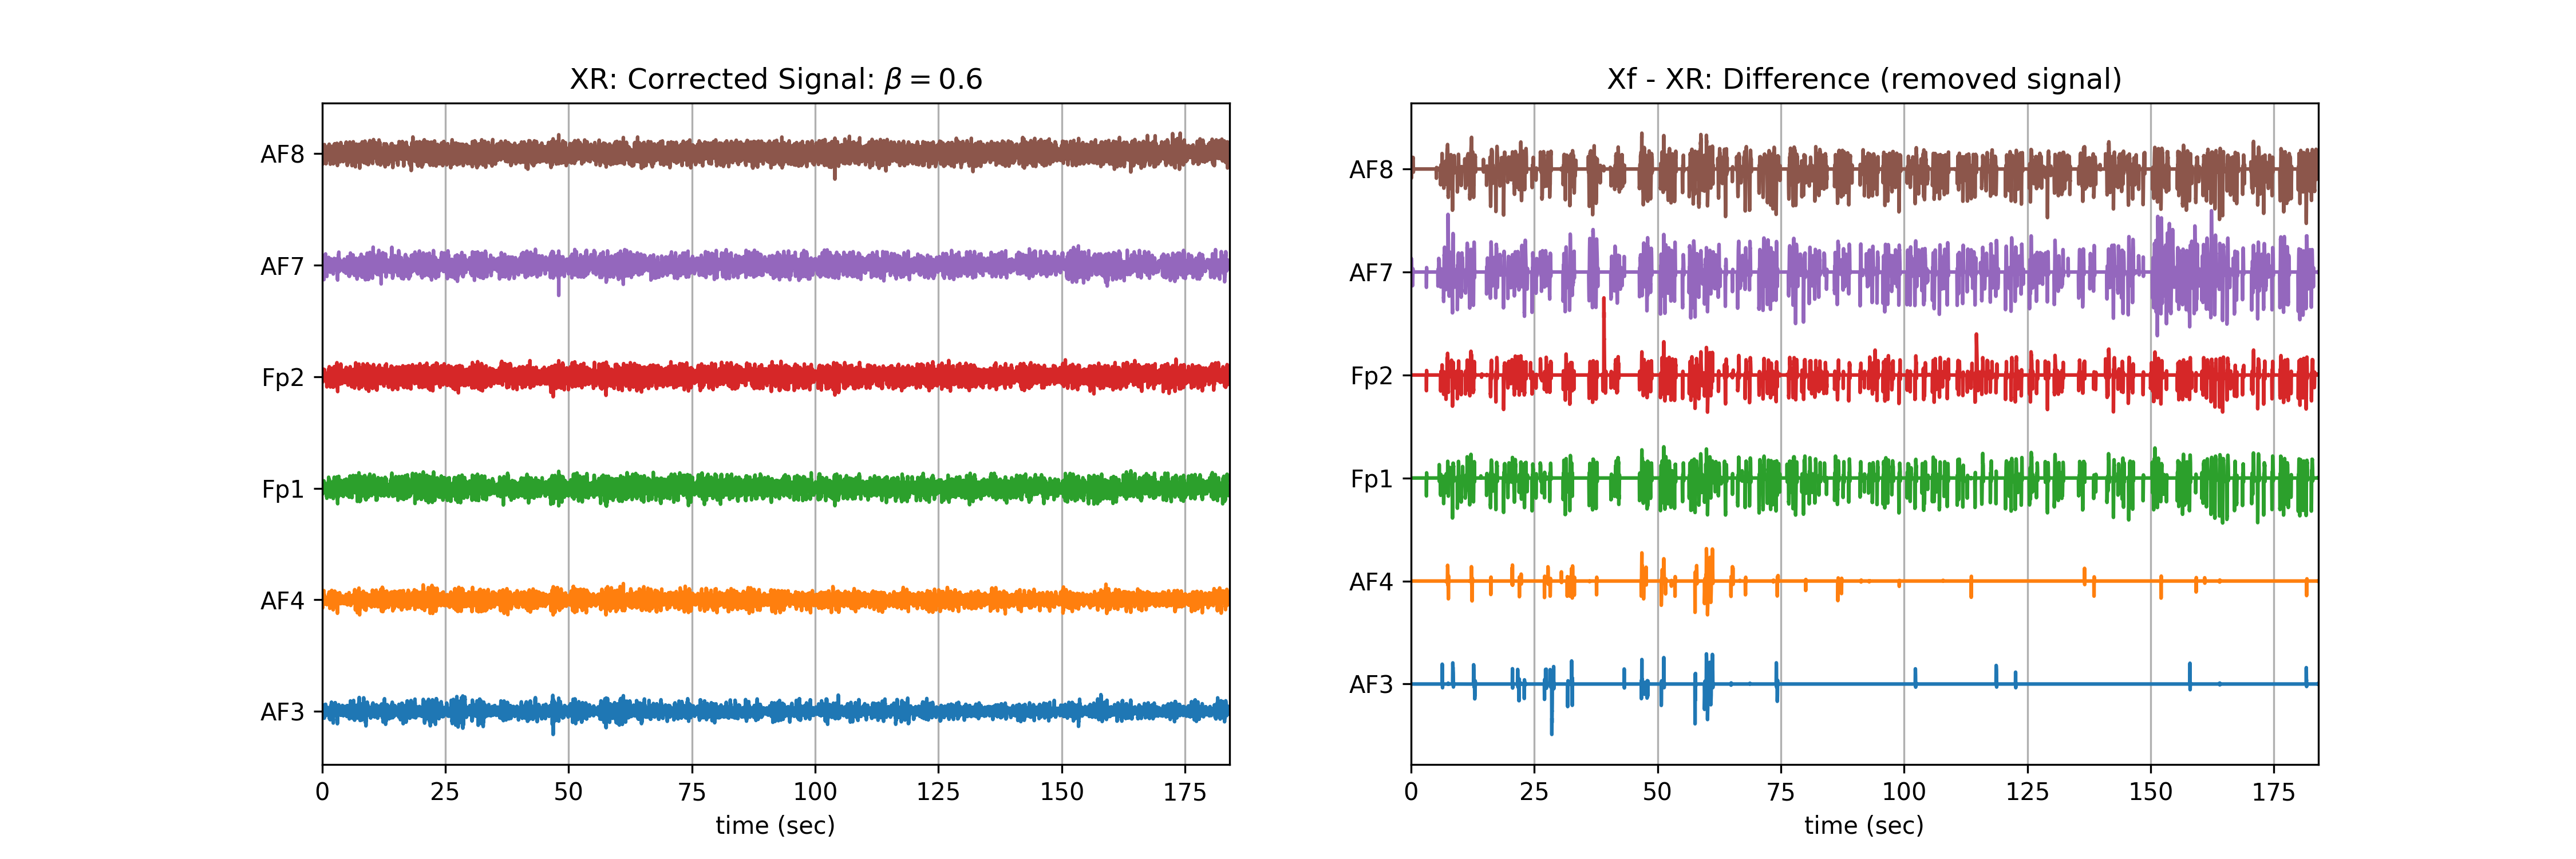 XR: Corrected Signal: β = 0.6
AF8
AF7
Fp2
Fp1
AF4
AF3
0 25 50 75 100 125 150 175
time (sec)
Xf - XR: Difference (removed signal)
AF8
AF7
Fp2
Fp1
AF4
AF3
0 25 50 75 100 125 150 175
time (sec)